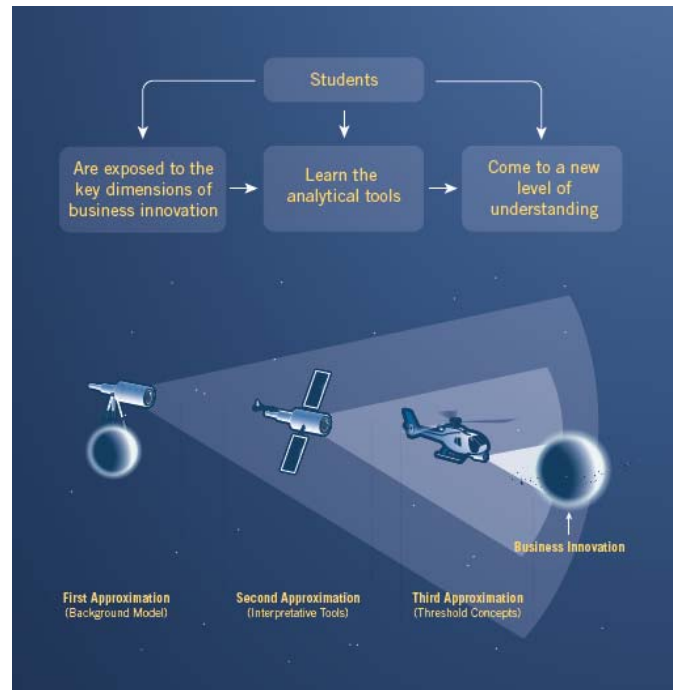 Students
Are exposed to the
key dimensions of
business innovation
Learn the
analytical tools
Come to a new
level of
understanding
Business Innovation
First Approximation
(Background Model)
Second Approximation
(Interpretative Tools)
Third Approximation
(Threshold Concepts)